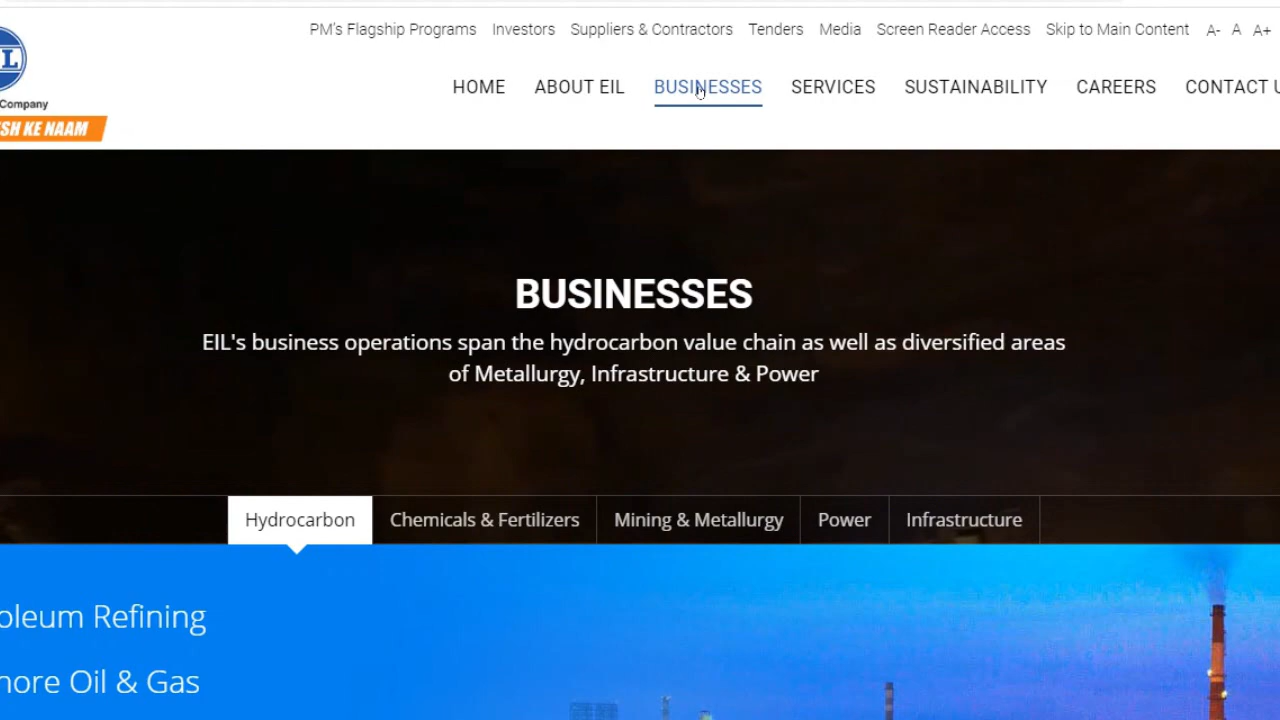 PM's Flagship Programs Investors Suppliers & Contractors Tenders Media Screen Reader Access Skip to Main Content A- A A+
L
Company
HOME ABOUT EIL BUSINESSES SERVICES SUSTAINABILITY CAREERS CONTACT U
SH KE NAAM
BUSINESSES
EIL's business operations span the hydrocarbon value chain as well as diversified areas
of Metallurgy, Infrastructure & Power
Hydrocarbon Chemicals & Fertilizers Mining & Metallurgy Power Infrastructure
oleum Refining
ore Oil & Gas